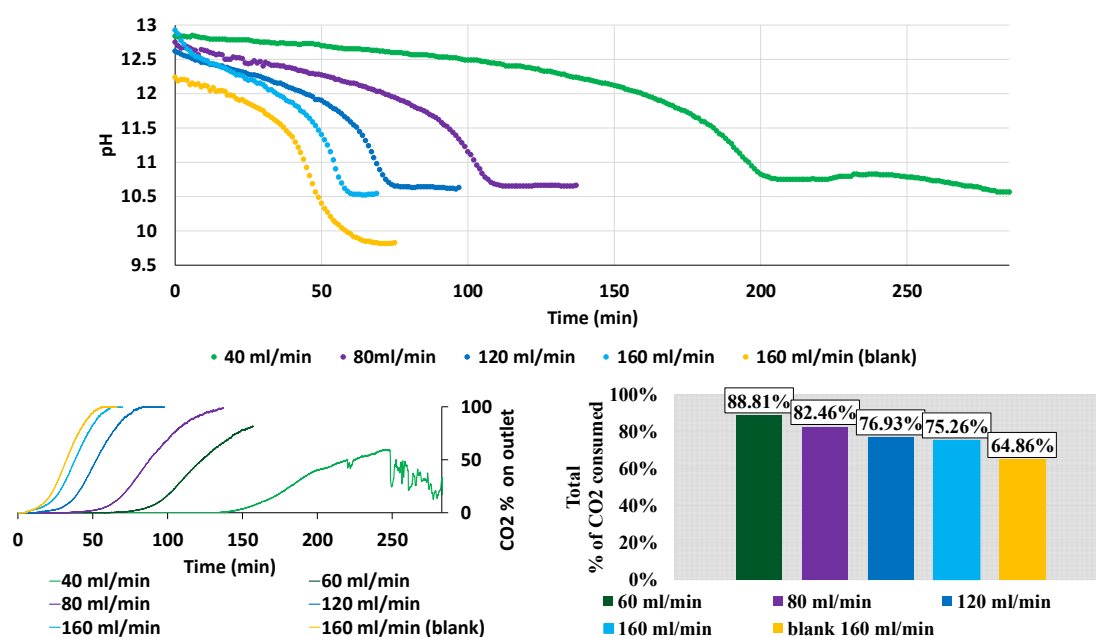 13
12.5
12
11.5
11
10.5
10
9.5
pH
0 50 100 150 200 250
Time (min)
40 ml/min 80ml/min 120 ml/min 160 ml/min 160 ml/min (blank)
100
50
0
CO2 % on outlet
0 50 100 150 200 250
Time (min)
40 ml/min 60 ml/min
80 ml/min 120 ml/min
160 ml/min 160 ml/min (blank)
100%
80%
60%
40%
20%
0%
Total
% of CO2 consumed
88.81%
82.46%
76.93%
75.26%
64.86%
60 ml/min 80 ml/min 120 ml/min
160 ml/min blank 160 ml/min